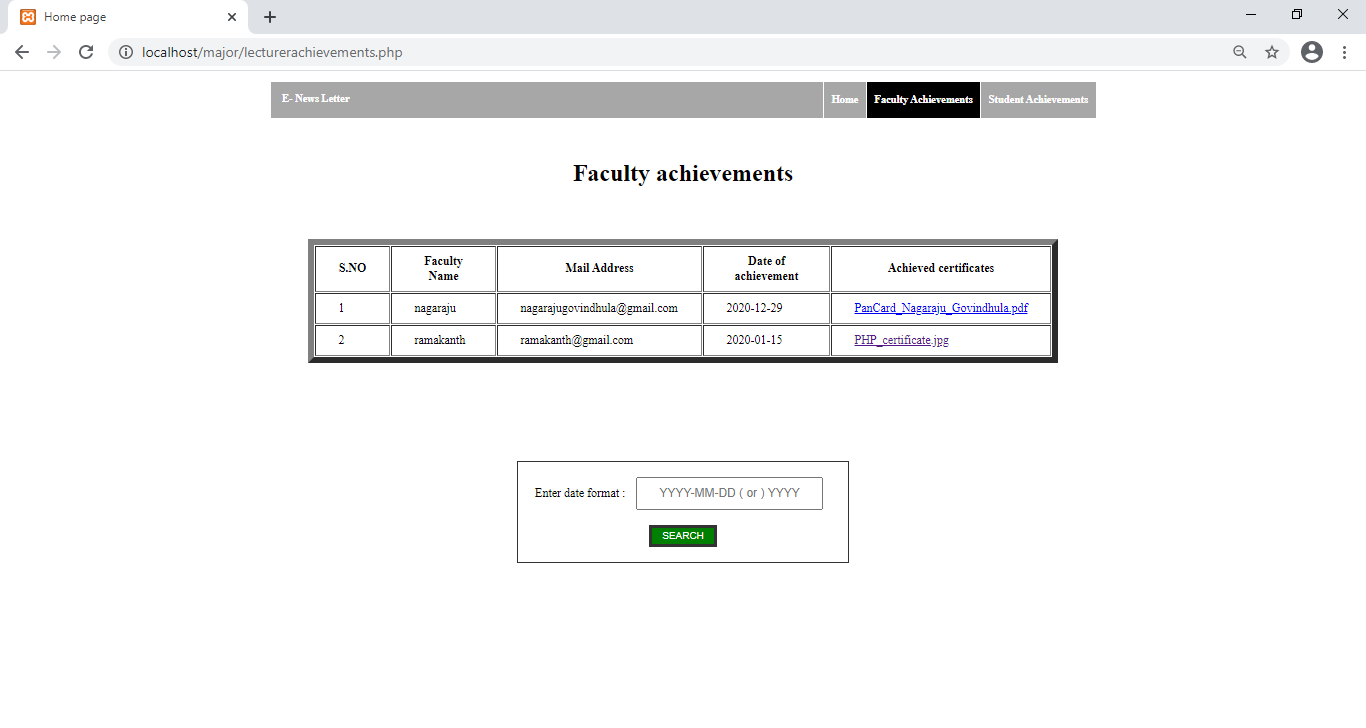 Home page
localhost/major/lecturerachievements.php
E- News Letter Home Faculty Achievements Student Achievements
Faculty achievements
S.NO Faculty Name Mail Address Date of achievement Achieved certificates
1 nagaraju nagarajugovindhula@gmail.com 2020-12-29 PanCard_Nagaraju_Govindhula.pdf
2 ramakanth ramakanth@gmail.com 2020-01-15 PHP_certificate.jpg
Enter date format : YYYY-MM-DD ( or ) YYYY
SEARCH